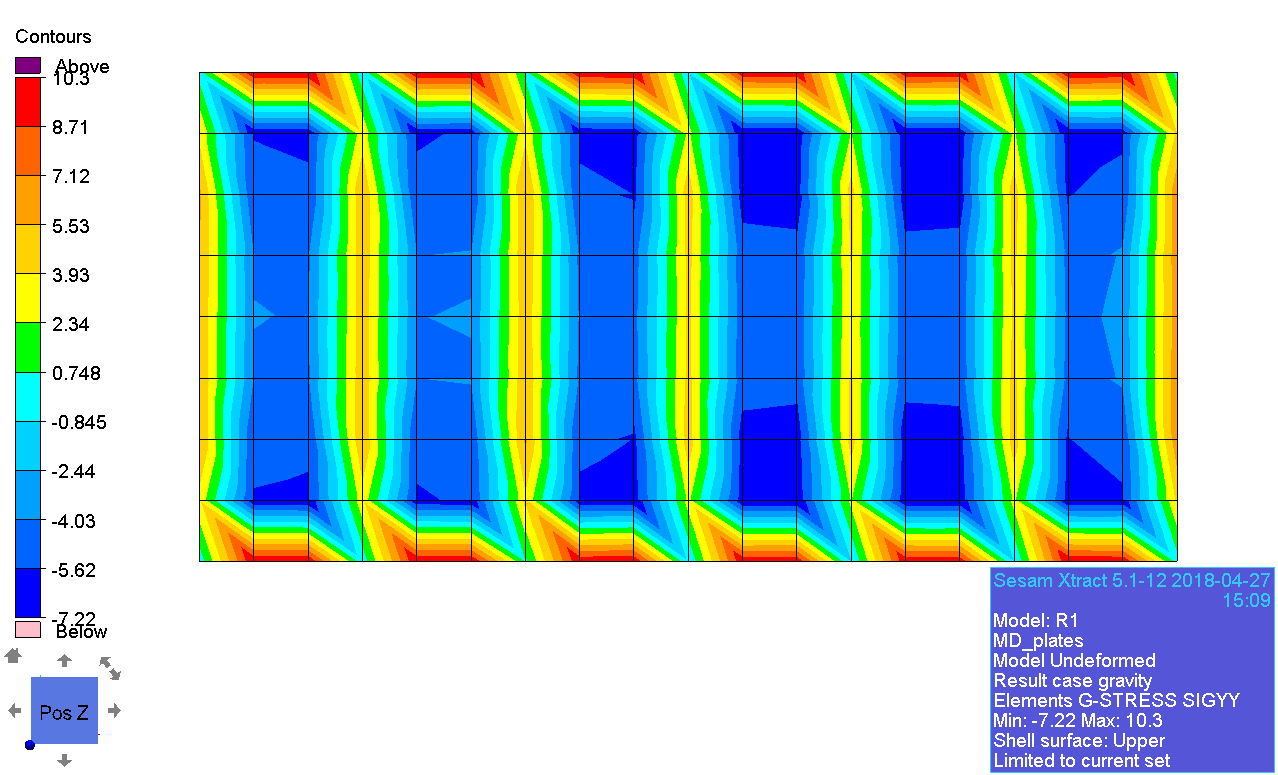 Contours
Above
10.3
8.71
7.12
5.53
3.93
2.34
0.748
-0.845
-2.44
-4.03
-5.62
-7.22
Below
Pos Z
Sesam Xtract 5.1-12 2018-04-27
15:09
Model: R1
MD_plates
Model Undeformed
Result case gravity
Elements G-STRESS SIGYY
Min: -7.22 Max: 10.3
Shell surface: Upper
Limited to current set